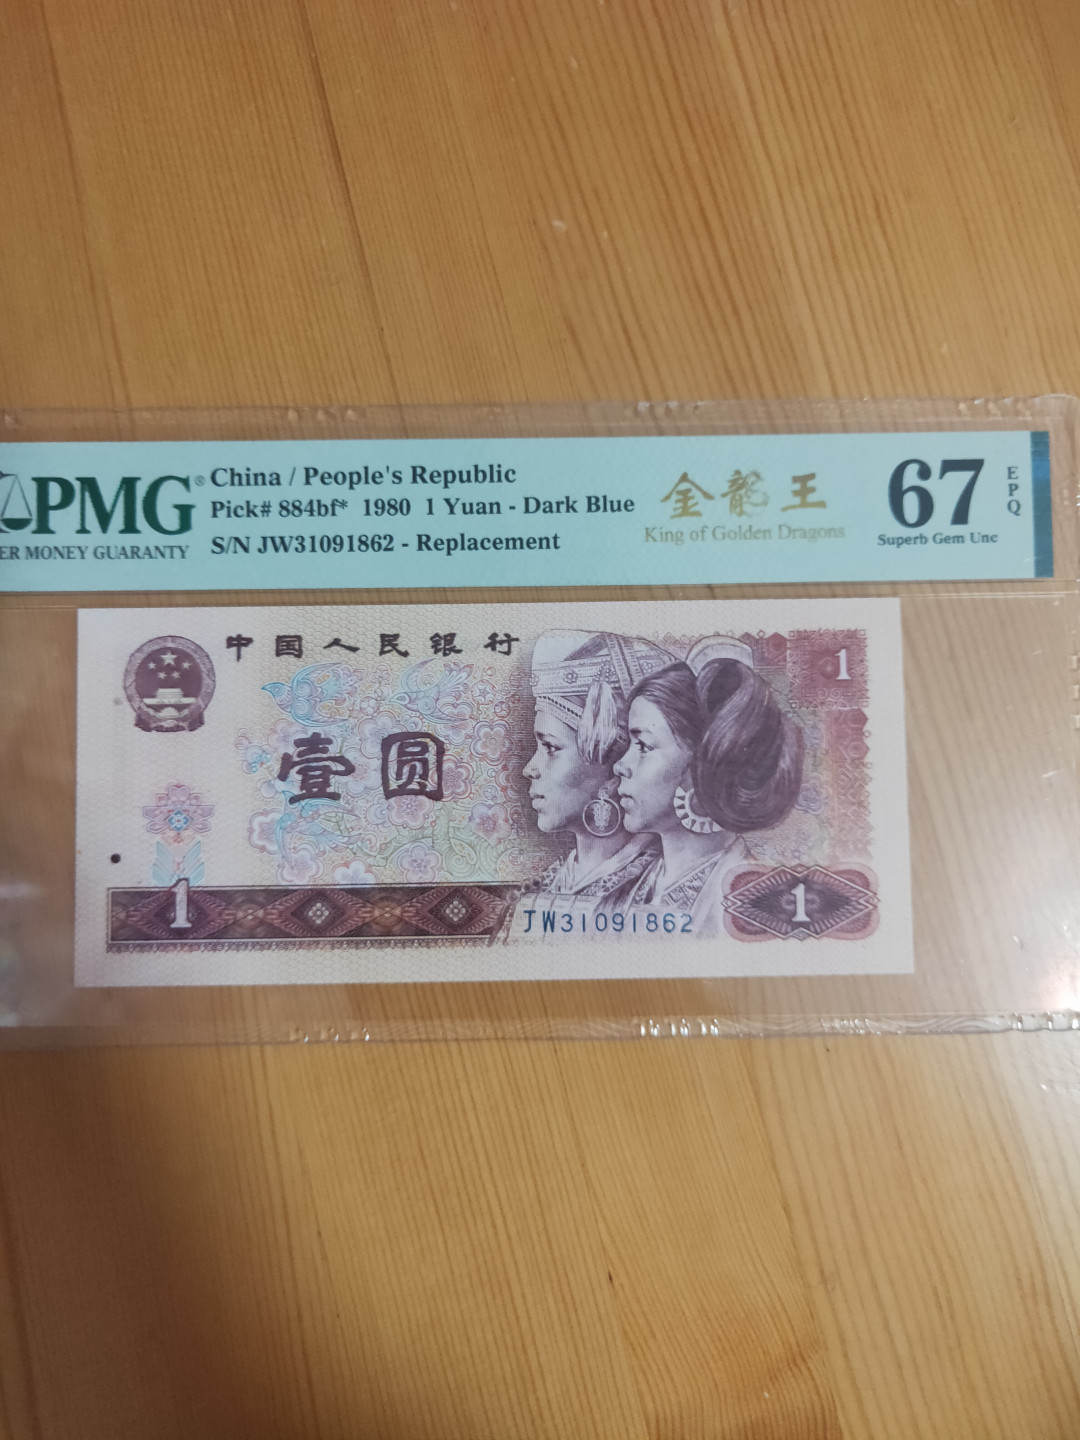 PMG®
ER MONEY GUARANTY
China / People's Republic
Pick# 884bf* 1980 1 Yuan - Dark Blue
S/N JW31091862 - Replacement
金龍王
King of Golden Dragons
67
EPQ
Superb Gem Unc
中国人民银行
壹圆
1
1
JW31091862
1